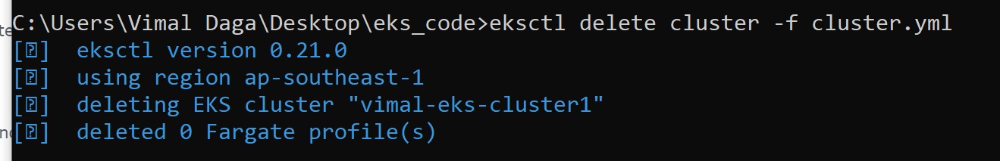 C:\Users\Vimal Daga\Desktop\eks_code>eksctl delete cluster -f cluster.yml
[⍰]  eksctl version 0.21.0
[⍰]  using region ap-southeast-1
[⍰]  deleting EKS cluster "vimal-eks-cluster1"
[⍰]  deleted 0 Fargate profile(s)